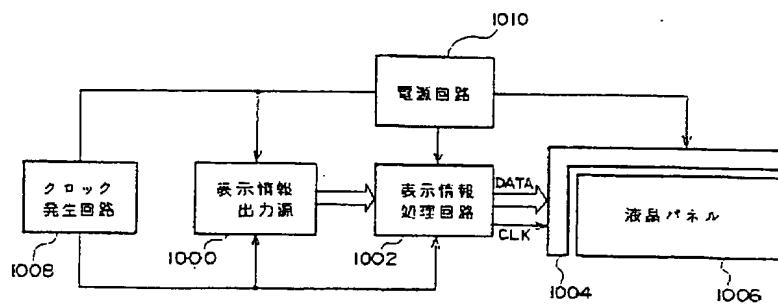 1010
電源回路
クロック
発生回路
表示情報
出力源
表示情報
処理回路
DATA
CLK
液晶パネル
1008
1000
1002
1004
1006